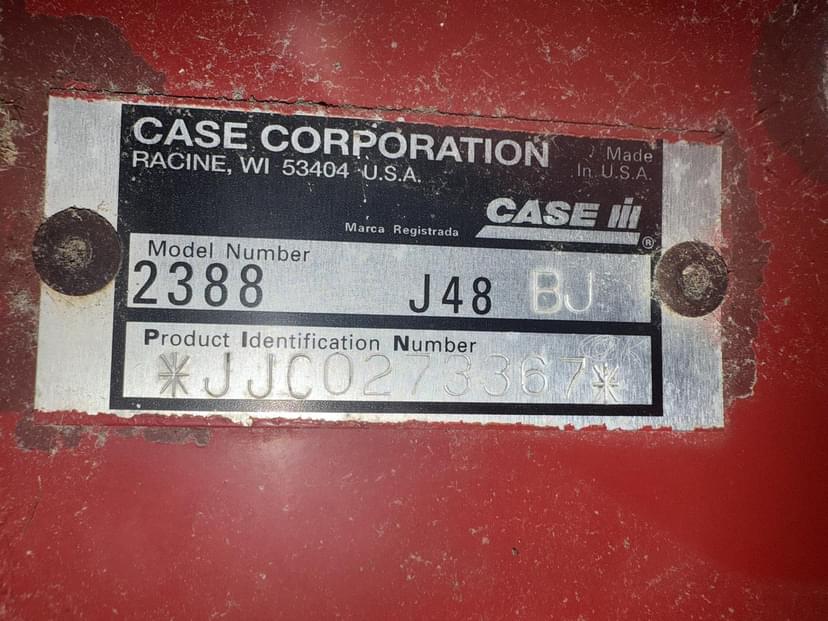 CASE CORPORATION
RACINE, WI 53404 U.S.A.
Made
In U.S.A.
Marca Registrada
CASE IH ®
Model Number
2388 J48 BJ
Product Identification Number
*JJC0273367*